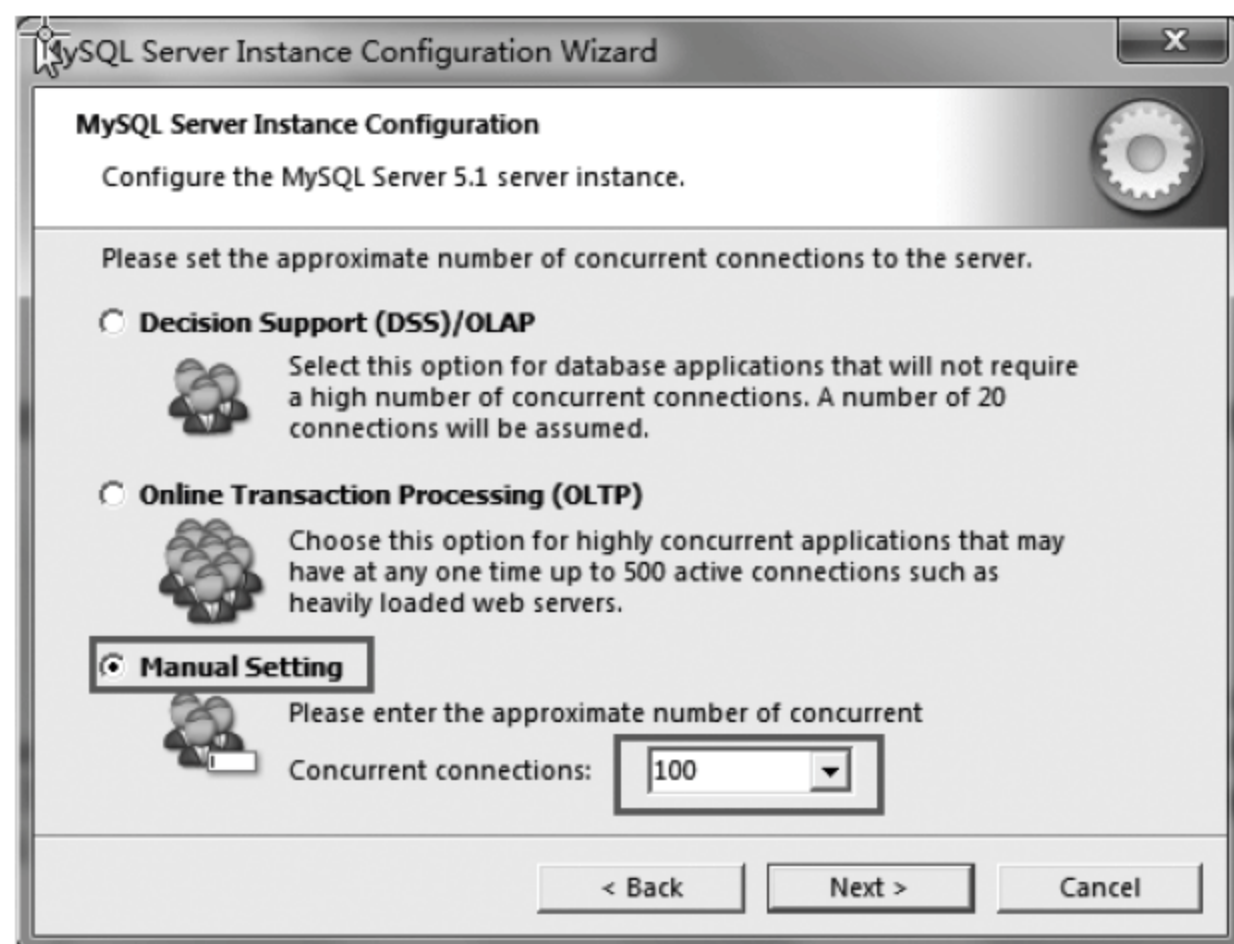 MySQL Server Instance Configuration Wizard
x
MySQL Server Instance Configuration
Configure the MySQL Server 5.1 server instance.
Please set the approximate number of concurrent connections to the server.
Decision Support (DSS)/OLAP
Select this option for database applications that will not require
a high number of concurrent connections. A number of 20
connections will be assumed.
Online Transaction Processing (OLTP)
Choose this option for highly concurrent applications that may
have at any one time up to 500 active connections such as
heavily loaded web servers.
Manual Setting
Please enter the approximate number of concurrent
Concurrent connections: 100
< Back Next > Cancel